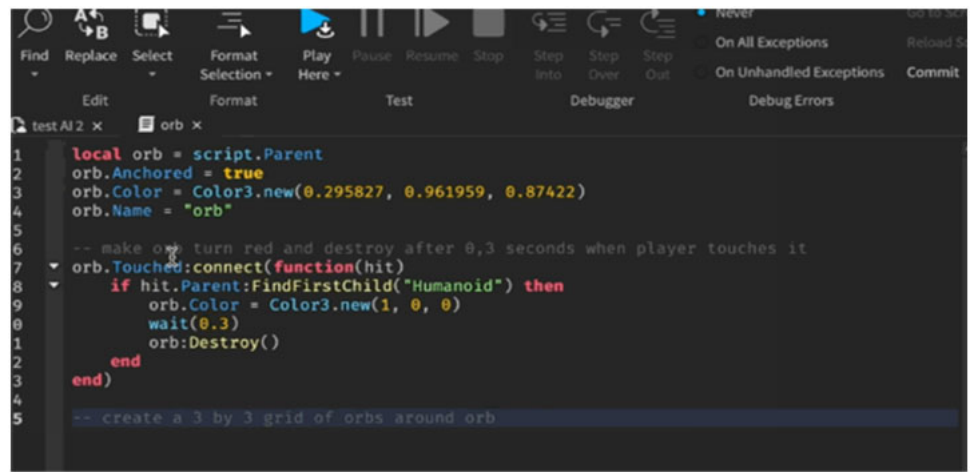 Never
Go to Scr
Find Replace Select Format Selection Play Here Pause Resume Stop Step Into Step Over Step Out On All Exceptions Reload Sc
On Unhandled Exceptions Commit
Edit Format Test Debugger Debug Errors
test AI 2 × orb ×
1 local orb = script.Parent
2 orb.Anchored = true
3 orb.Color = Color3.new(0.295827, 0.961959, 0.87422)
4 orb.Name = "orb"
5
6 -- make orb turn red and destroy after 0,3 seconds when player touches it
7 orb.Touched:connect(function(hit)
8 if hit.Parent:FindFirstChild("Humanoid") then
9 orb.Color = Color3.new(1, 0, 0)
0 wait(0.3)
1 orb:Destroy()
2 end
3 end)
4
5 -- create a 3 by 3 grid of orbs around orb